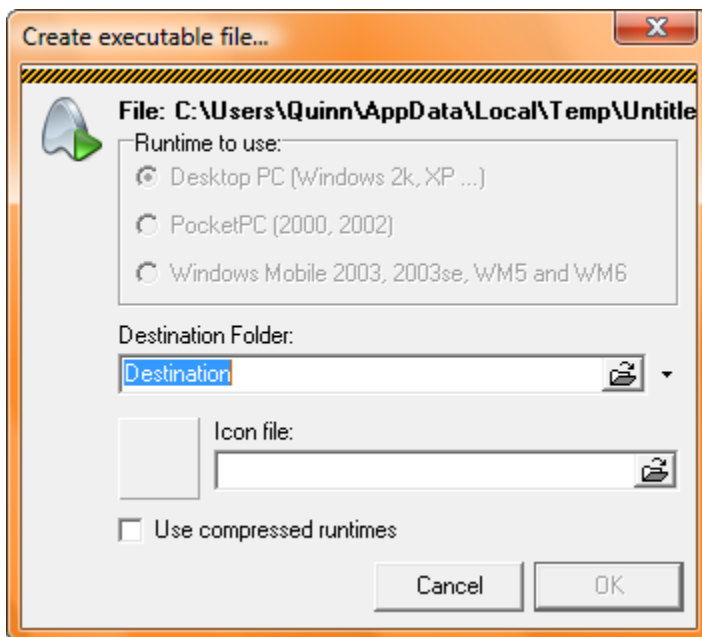 Create executable file...
File: C:\Users\Quinn\AppData\Local\Temp\Untitle
Runtime to use:
Desktop PC (Windows 2k, XP ...)
PocketPC (2000, 2002)
Windows Mobile 2003, 2003se, WM5 and WM6
Destination Folder:
Destination
Icon file:
Use compressed runtimes
Cancel OK